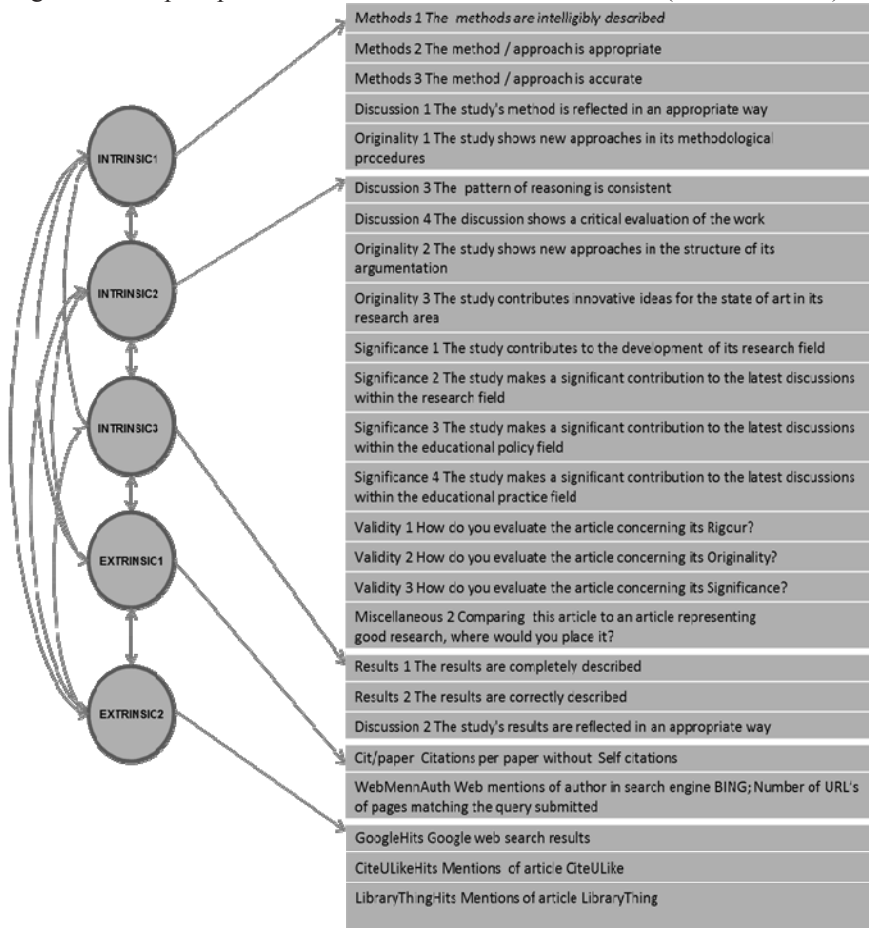 Methods 1 The methods are intelligibly described
Methods 2 The method / approach is appropriate
Methods 3 The method / approach is accurate
Discussion 1 The study's method is reflected in an appropriate way
Originality 1 The study shows new approaches in its methodological
prccedures
Discussion 3 The pattern of reasoning is consistent
Discussion 4 The discussion shows a critical evaluation of the work
Originality 2 The study shows new approaches in the structure of its
argumentation
Originality 3 The study contributes innovative ideas for the state of art in its
research area
Significance 1 The study contributes to the development of its research field
Significance 2 The study makes a significant contribution to the latest discussions
within the research field
Significance 3 The study makes a significant contribution to the latest discussions
within the educational policy field
Significance 4 The study makes a significant contribution to the latest discussions
within the educational practice field
Validity 1 How do you evaluate the article concerning its Rigcur?
Validity 2 How do you evaluate the article concerning its Originality?
Validity 3 How do you evaluate the article concerning its Significance?
Miscellaneous 2 Comparing this article to an article representing
good research, where would you place it?
Results 1 The results are completely described
Results 2 The results are correctly described
Discussion 2 The study's results are reflected in an appropriate way
Cit/paper Citations per paper without Self citations
WebMennAuth Web mentions of author in search engine BING; Number of URL's
of pages matching the query submitted
GoogleHits Google web search results
CiteULikeHits Mentions of article CiteULike
LibraryThingHits Mentions of article LibraryThing
INTRINSIC1
INTRINSIC2
INTRINSIC3
EXTRINSIC1
EXTRINSIC2